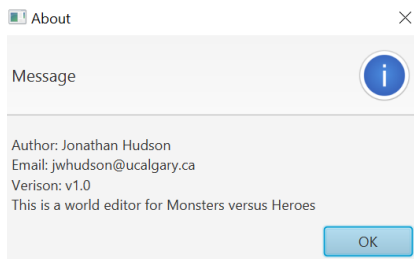 About
Message
Author: Jonathan Hudson
Email: jwhudson@ucalgary.ca
Verison: v1.0
This is a world editor for Monsters versus Heroes
OK